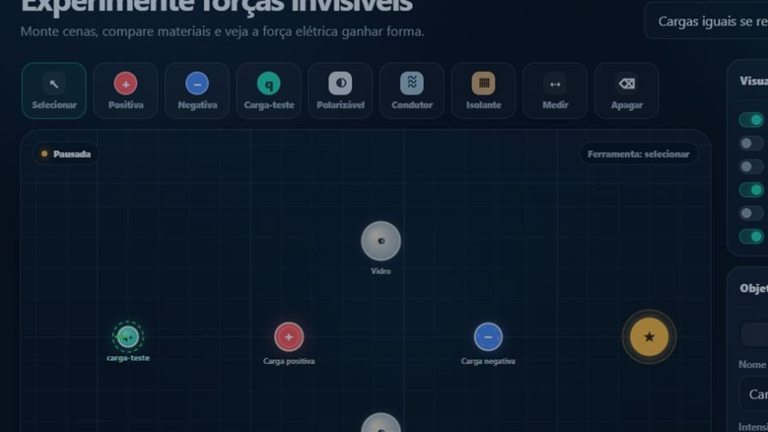 Experimente forças invisíveis
Monte cenas, compare materiais e veja a força elétrica ganhar forma.
Cargas iguais se re
Selecionar
Positiva
Negativa
q
Carga-teste
Polarizável
Condutor
Isolante
Medir
Apagar
Pausada
Ferramenta: selecionar
Visua
Vidro
Objet
carga-teste
Carga positiva
Carga negativa
Nome
Car
Intensi